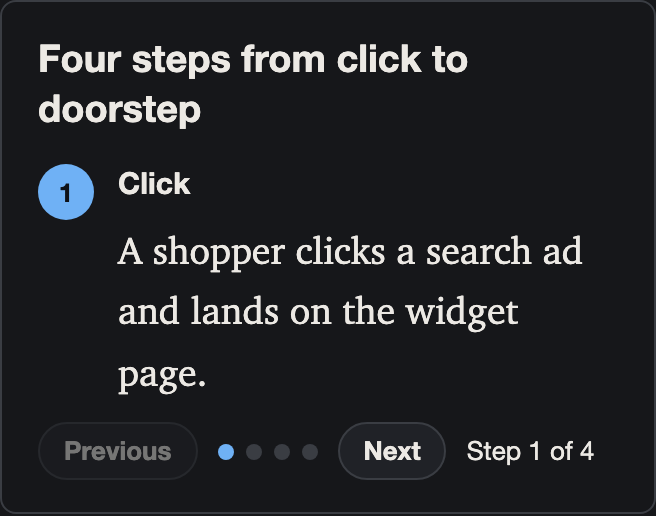 Four steps from click to
doorstep
1
Click
A shopper clicks a search ad
and lands on the widget
page.
Previous
Next
Step 1 of 4